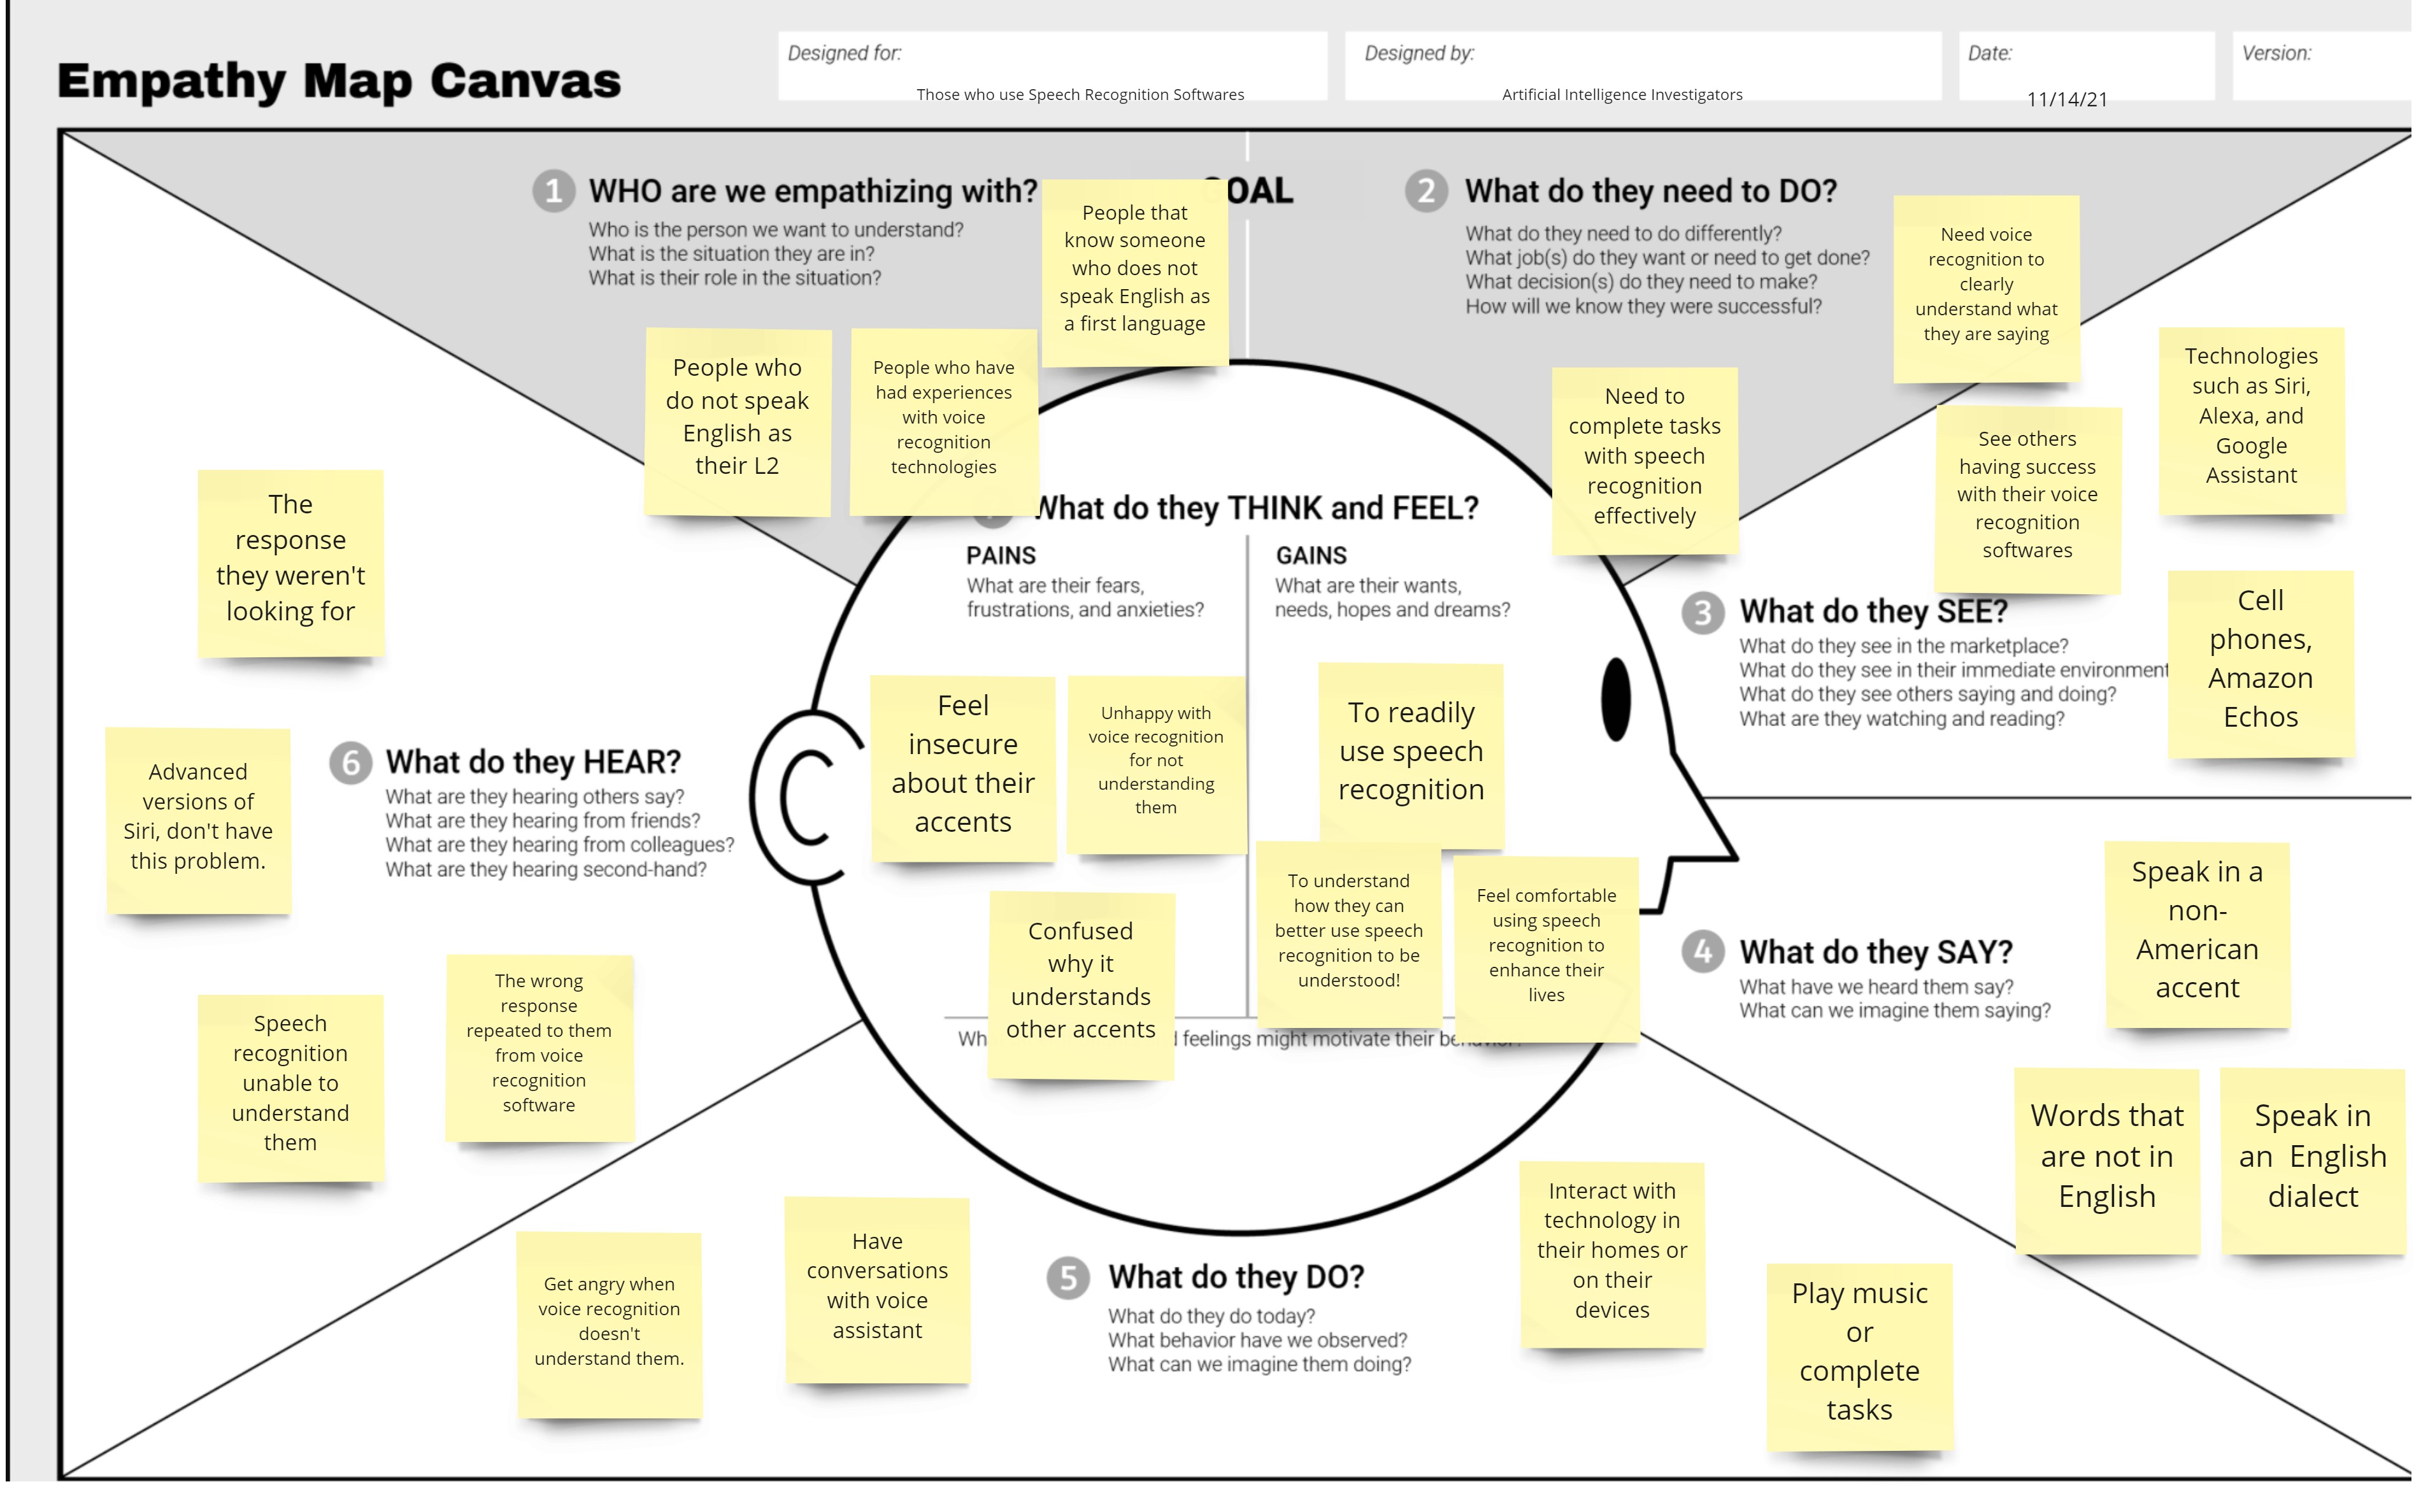 Empathy Map Canvas
Designed for:
Those who use Speech Recognition Softwares
Designed by:
Artificial Intelligence Investigators
Date:
11/14/21
Version:
1 WHO are we empathizing with?
Who is the person we want to understand?
What is the situation they are in?
What is their role in the situation?
People who
do not speak
English as
their L2
People who have
had experiences
with voice
recognition
technologies
People that
know someone
who does not
speak English as
a first language
GOAL
2 What do they need to DO?
What do they need to do differently?
What job(s) do they want or need to get done?
What decision(s) do they need to make?
How will we know they were successful?
Need voice
recognition to
clearly
understand what
they are saying
Need to
complete tasks
with speech
recognition
effectively
Technologies
such as Siri,
Alexa, and
Google
Assistant
See others
having success
with their voice
recognition
softwares
3 What do they SEE?
What do they see in the marketplace?
What do they see in their immediate environment
What do they see others saying and doing?
What are they watching and reading?
Cell
phones,
Amazon
Echos
4 What do they SAY?
What have we heard them say?
What can we imagine them saying?
Speak in a
non-
American
accent
Words that
are not in
English
Speak in
an English
dialect
5 What do they DO?
What do they do today?
What behavior have we observed?
What can we imagine them doing?
Get angry when
voice recognition
doesn't
understand them.
Have
conversations
with voice
assistant
Interact with
technology in
their homes or
on their
devices
Play music
or
complete
tasks
6 What do they HEAR?
What are they hearing others say?
What are they hearing from friends?
What are they hearing from colleagues?
What are they hearing second-hand?
The
response
they weren't
looking for
Advanced
versions of
Siri, don't have
this problem.
Speech
recognition
unable to
understand
them
The wrong
response
repeated to them
from voice
recognition
software
What do they THINK and FEEL?
PAINS
What are their fears,
frustrations, and anxieties?
Feel
insecure
about their
accents
Unhappy with
voice recognition
for not
understanding
them
Confused
why it
understands
other accents
GAINS
What are their wants,
needs, hopes and dreams?
To readily
use speech
recognition
To understand
how they can
better use speech
recognition to be
understood!
Feel comfortable
using speech
recognition to
enhance their
lives
feelings might motivate their behavior?